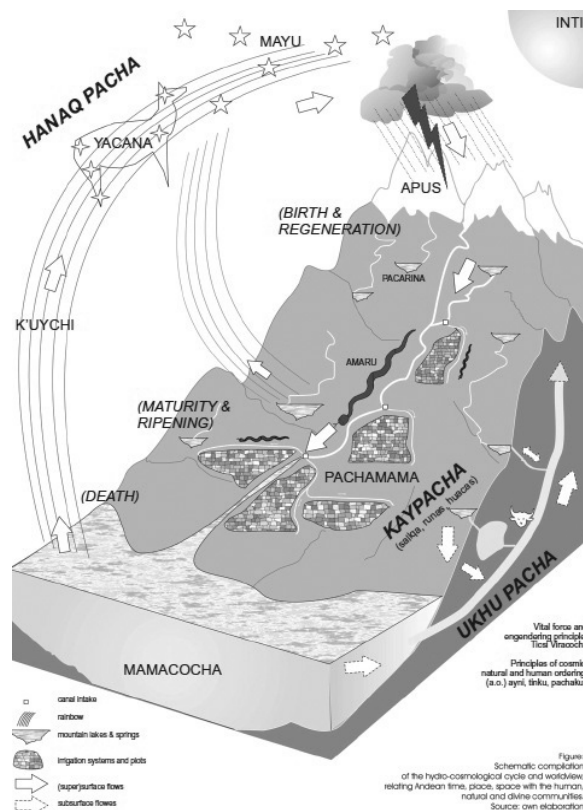 INTI
MAYU
HANAQ PACHA
YACANA
APUS
(BIRTH &
REGENERATION)
PACARINA
K'UYCHI
AMARU
(MATURITY &
RIPENING)
PACHAMAMA
(DEATH)
KAYPACHA
(sallqa, runas, huacas)
UKHU PACHA
MAMACOCHA
Vital force an
engendering principle
Ticsi Viracoch
Principles of cosmic
natural and human ordering
(a.o.) ayni, tinku, pachaku
canal intake
rainbow
mountain lakes & springs
irrigation systems and plots
(super)surface flows
subsurface flowes
Figure:
Schematic compilation
of the hydro-cosmological cycle and worldview,
relating Andean time, place, space with the human,
natural and divine communities.
Source: own elaboration